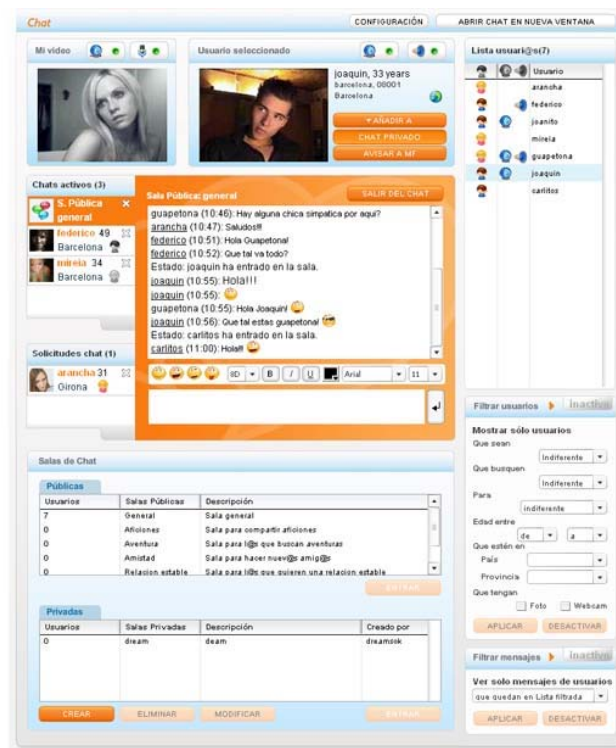 Chat
CONFIGURACIÓN
ABRIR CHAT EN NUEVA VENTANA
Mi video
Usuario seleccionado
joaquin, 33 years
barcelona, 08001
Barcelona
AÑADIR A
CHAT PRIVADO
AVISAR A MI
Lista usuari@s(7)
Usuario
arancha
federico
joanito
mireia
guapetona
joaquin
carlitos
Chats activos (3)
S. Pública general
federico 49
Barcelona
mireia 34
Barcelona
Solicitudes chat (1)
arancha 31
Girona
Sala Pública: general
SALIR DEL CHAT
guapetona (10:46): Hay alguna chica simpatica por aqui?
arancha (10:47): Saludos!!!
federico (10:51): Hola Guapetona!
federico (10:52): Que tal va todo?
Estado: joaquin ha entrado en la sala.
joaquin (10:55): Hola!!!
joaquin (10:55):
guapetona (10:55): Hola Joaquin!
joaquin (10:56): Que tal estas guapetona!
Estado: carlitos ha entrado en la sala.
carlitos (11:00): Hola!!!
B I U Arial 11
Filtrar usuarios
Inactivo
Mostrar sólo usuarios
Que sean
Indiferente
Que busquen
Indiferente
Para
indiferente
Edad entre
de a
Que estén en
País
Provincia
Que tengan
Foto Webcam
APLICAR DESACTIVAR
Filtrar mensajes
Inactivo
Ver solo mensajes de usuarios
que quedan en Lista filtrada
APLICAR DESACTIVAR
Salas de Chat
Públicas
Usuarios Salas Públicas Descripción
7 General Sala general
0 Aficiones Sala para compartir aficiones
0 Aventura Sala para l@s que buscan aventuras
0 Amistad Sala para hacer nuev@s amig@s
0 Relacion estable Sala para l@s que quieren una relacion estable
ENTRAR
Privadas
Usuarios Salas Privadas Descripción Creado por
0 dream deam dreamsok
CREAR ELIMINAR MODIFICAR ENTRAR